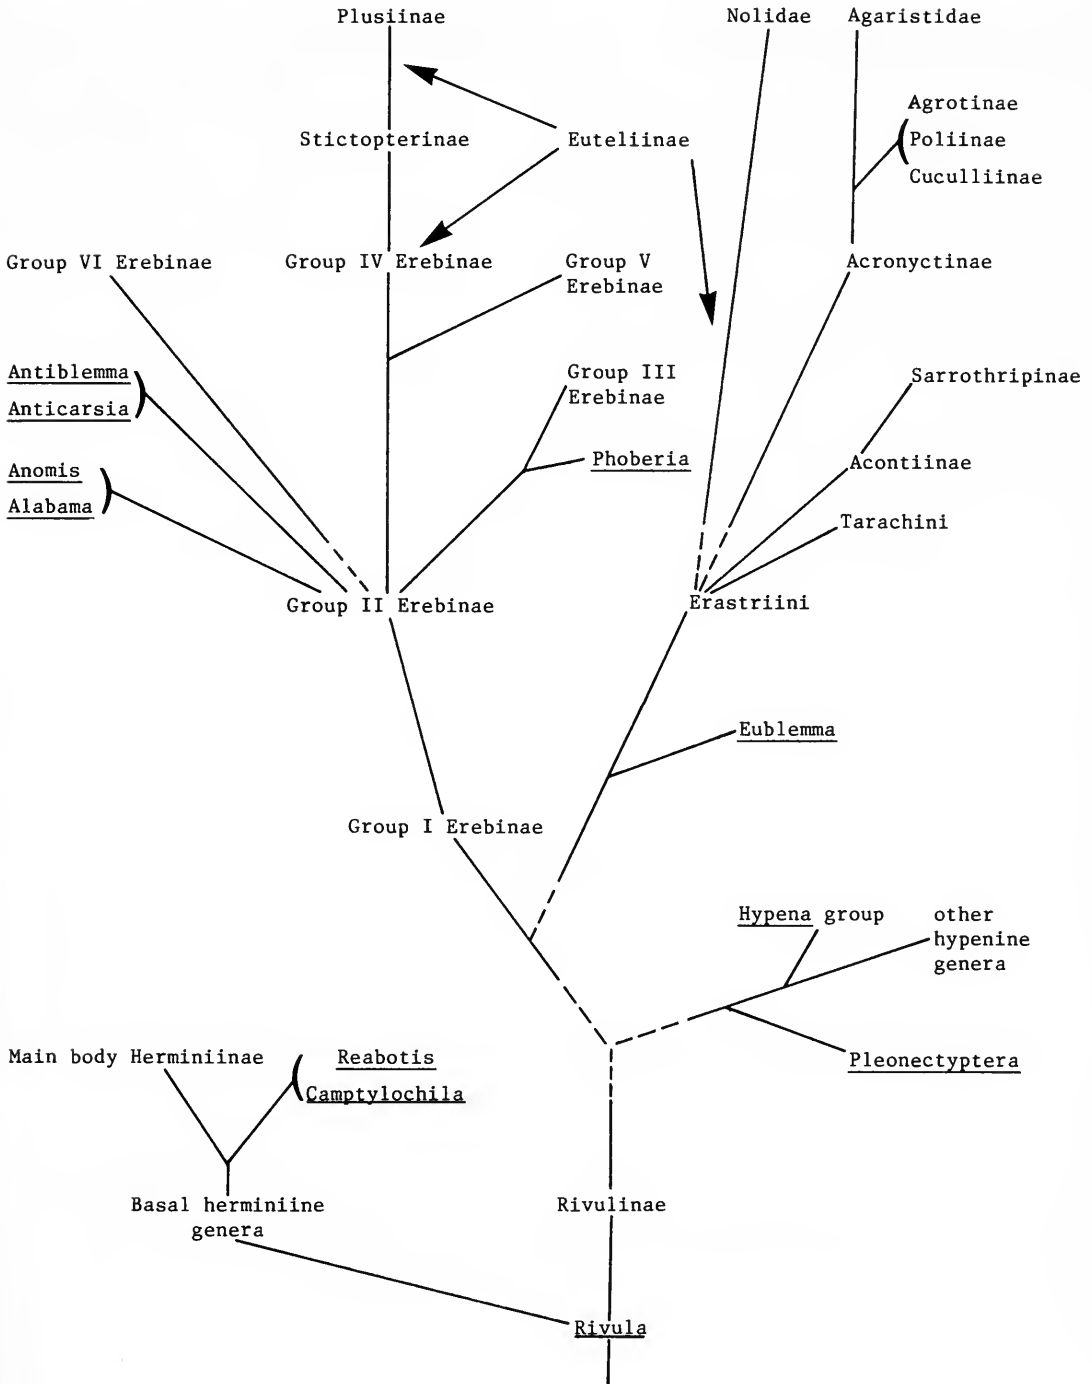 Plusiinae
Nolidae
Agaristidae
Agrotinae
Poliinae
Cuculliinae
Stictopterinae
Euteliinae
Group VI Erebinae
Group IV Erebinae
Group V
Erebinae
Acronyctinae
Antiblemma
Anticarsia
Group III
Erebinae
Sarrothripinae
Anomis
Alabama
Phoberia
Acontiinae
Tarachini
Group II Erebinae
Erastriini
Eublemma
Group I Erebinae
Hypena group
other
hypenine
genera
Main body Herminiinae
Reabotis
Camptylochila
Pleonectyptera
Basal herminiine
genera
Rivulinae
Rivula